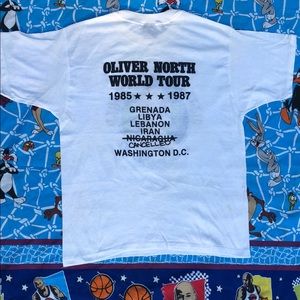 OLIVER NORTH
WORLD TOUR
1985 ★ ★ ★ 1987
GRENADA
LIBYA
LEBANON
IRAN
NICARAGUA
CANCELLED
WASHINGTON D.C.